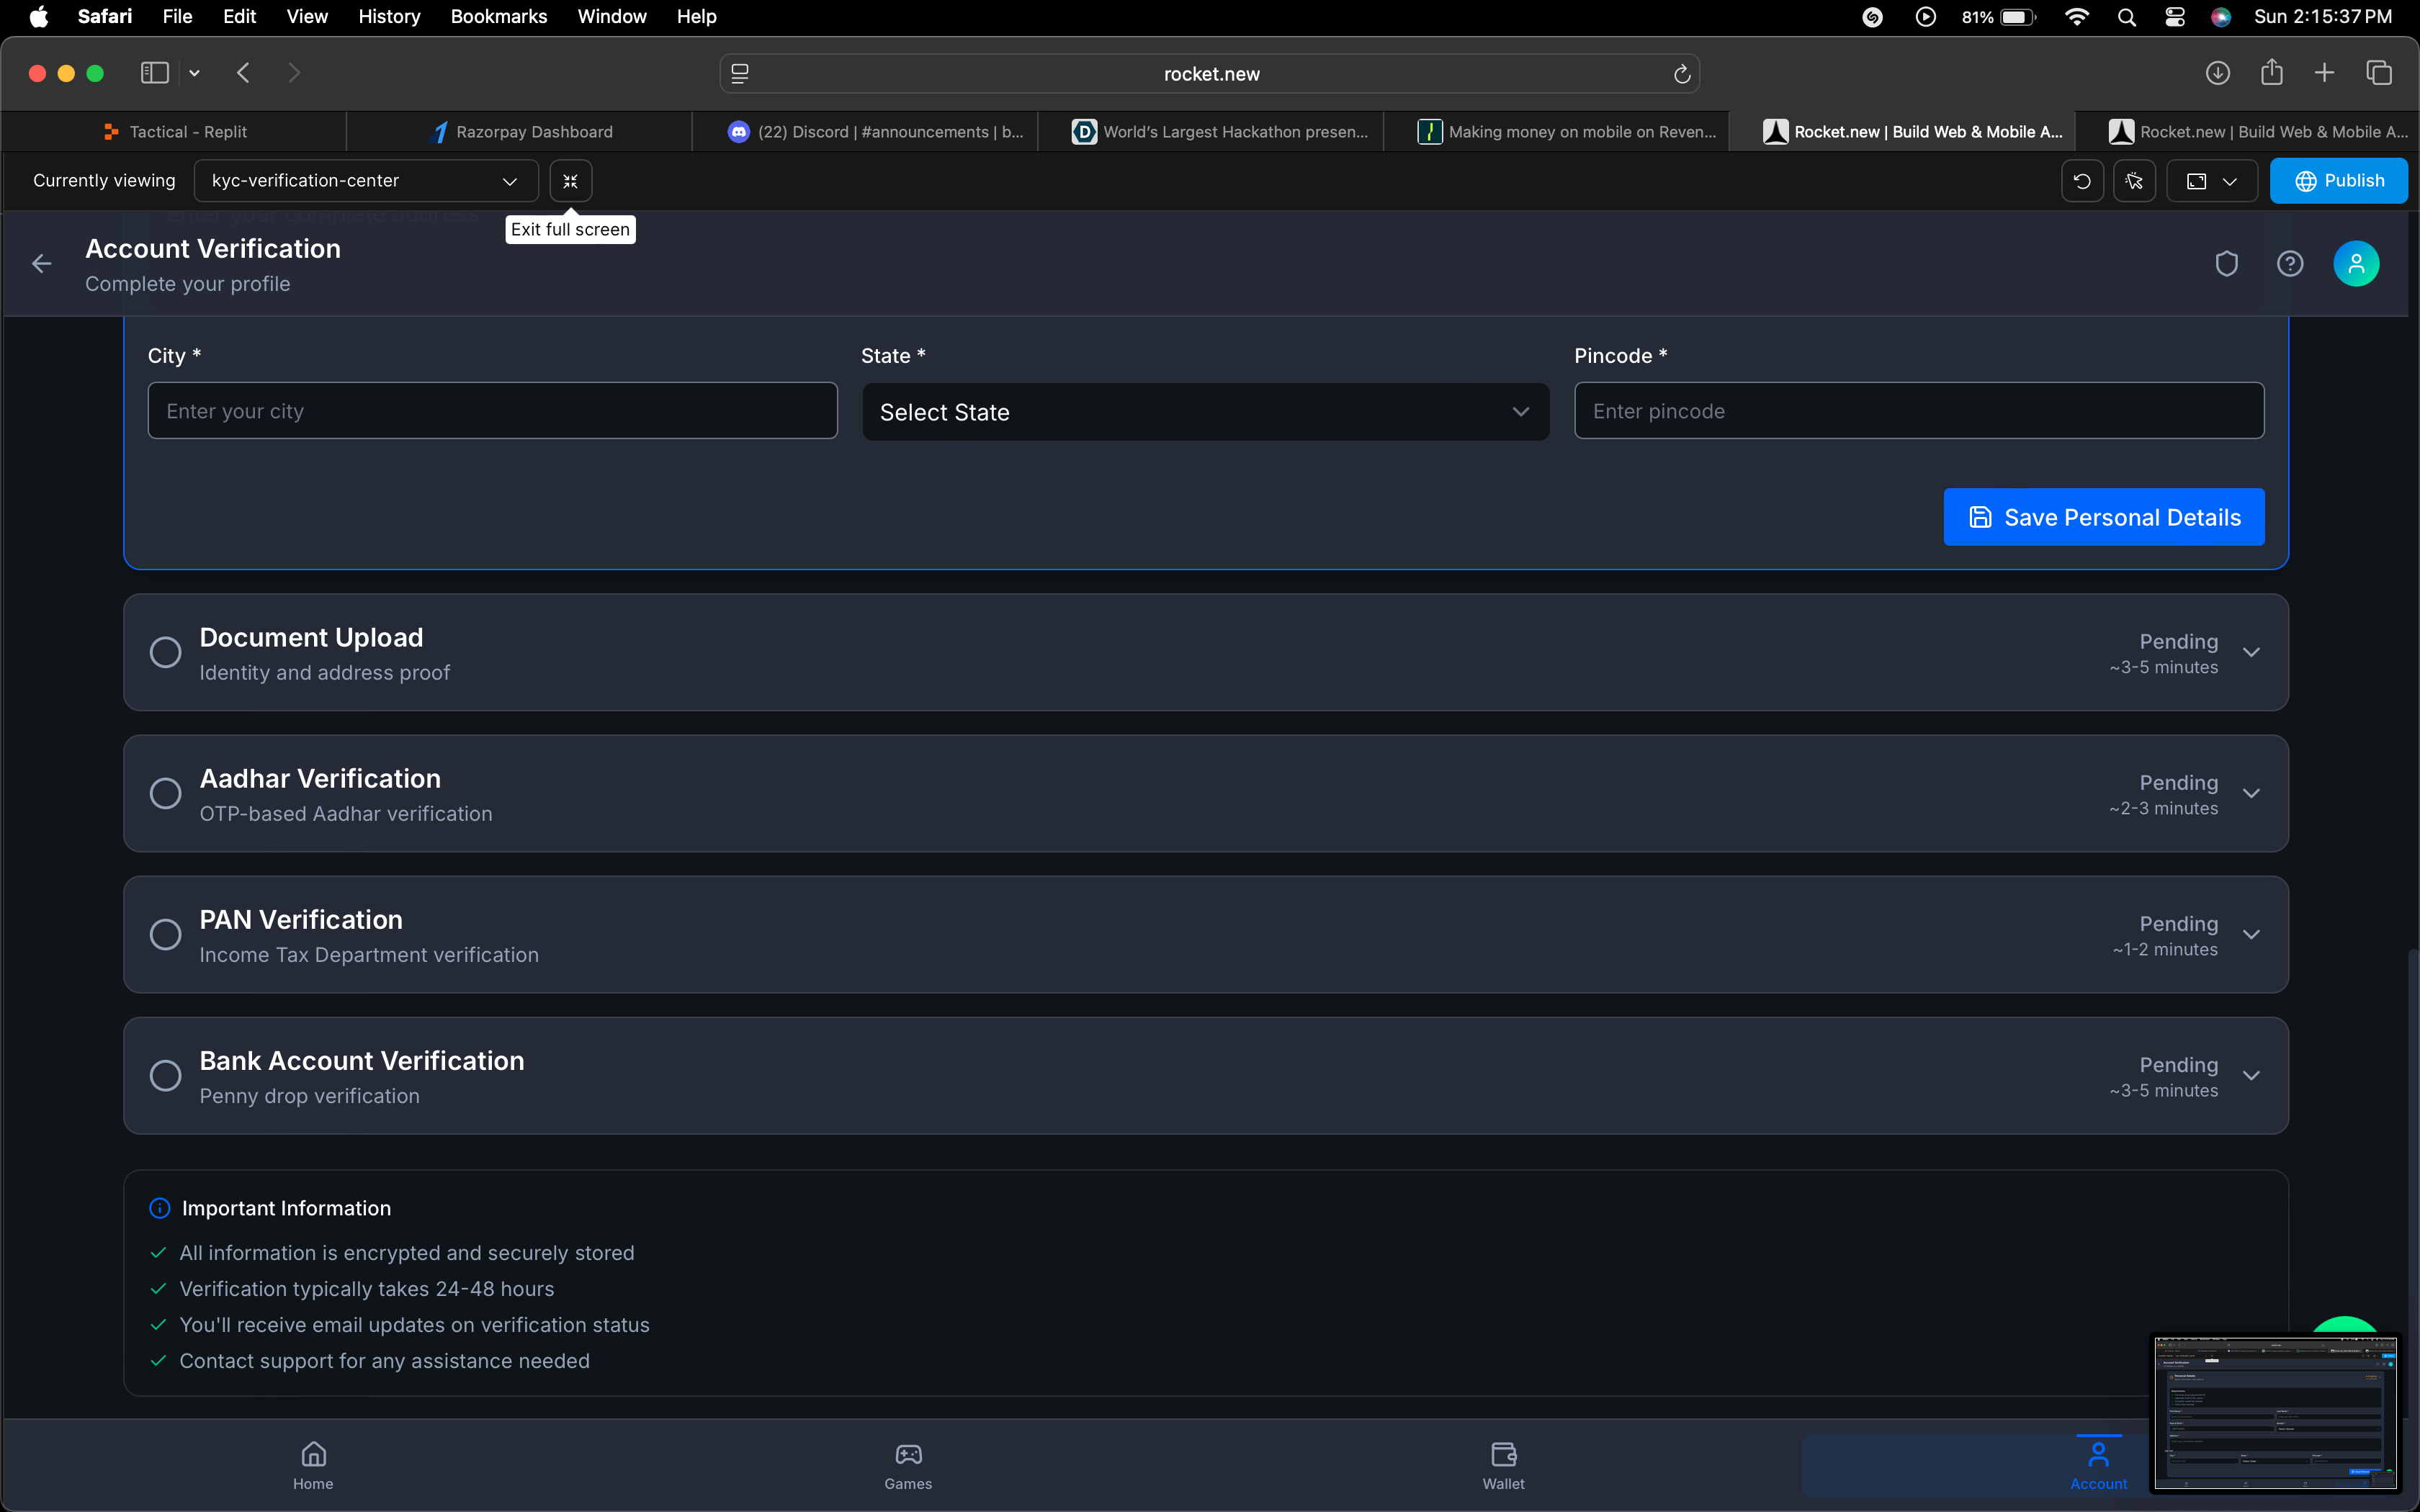 Safari File Edit View History Bookmarks Window Help 81% Sun 2:15:37 PM
rocket.new
Tactical - Replit
Razorpay Dashboard
(22) Discord | #announcements | b...
World's Largest Hackathon presen...
Making money on mobile on Reven...
Rocket.new | Build Web & Mobile A...
Rocket.new | Build Web & Mobile A...
Currently viewing kyc-verification-center Publish
Enter your complete address
Exit full screen
Account Verification
Complete your profile
City * State * Pincode *
Enter your city Select State Enter pincode
Save Personal Details
Document Upload
Identity and address proof
Pending
~3-5 minutes
Aadhar Verification
OTP-based Aadhar verification
Pending
~2-3 minutes
PAN Verification
Income Tax Department verification
Pending
~1-2 minutes
Bank Account Verification
Penny drop verification
Pending
~3-5 minutes
Important Information
All information is encrypted and securely stored
Verification typically takes 24-48 hours
You'll receive email updates on verification status
Contact support for any assistance needed
Home Games Wallet Account